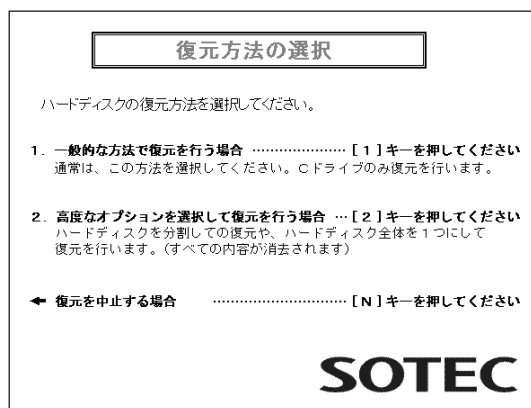 復元方法の選択
ハードディスクの復元方法を選択してください。
1. 一般的な方法で復元を行う場合 ………………… [ 1 ] キーを押してください
通常は、この方法を選択してください。Cドライブのみ復元を行います。
2. 高度なオプションを選択して復元を行う場合 … [ 2 ] キーを押してください
ハードディスクを分割しての復元や、ハードディスク全体を1つにして
復元を行います。(すべての内容が消去されます)
← 復元を中止する場合 ………………………… [ N ] キーを押してください
SOTEC